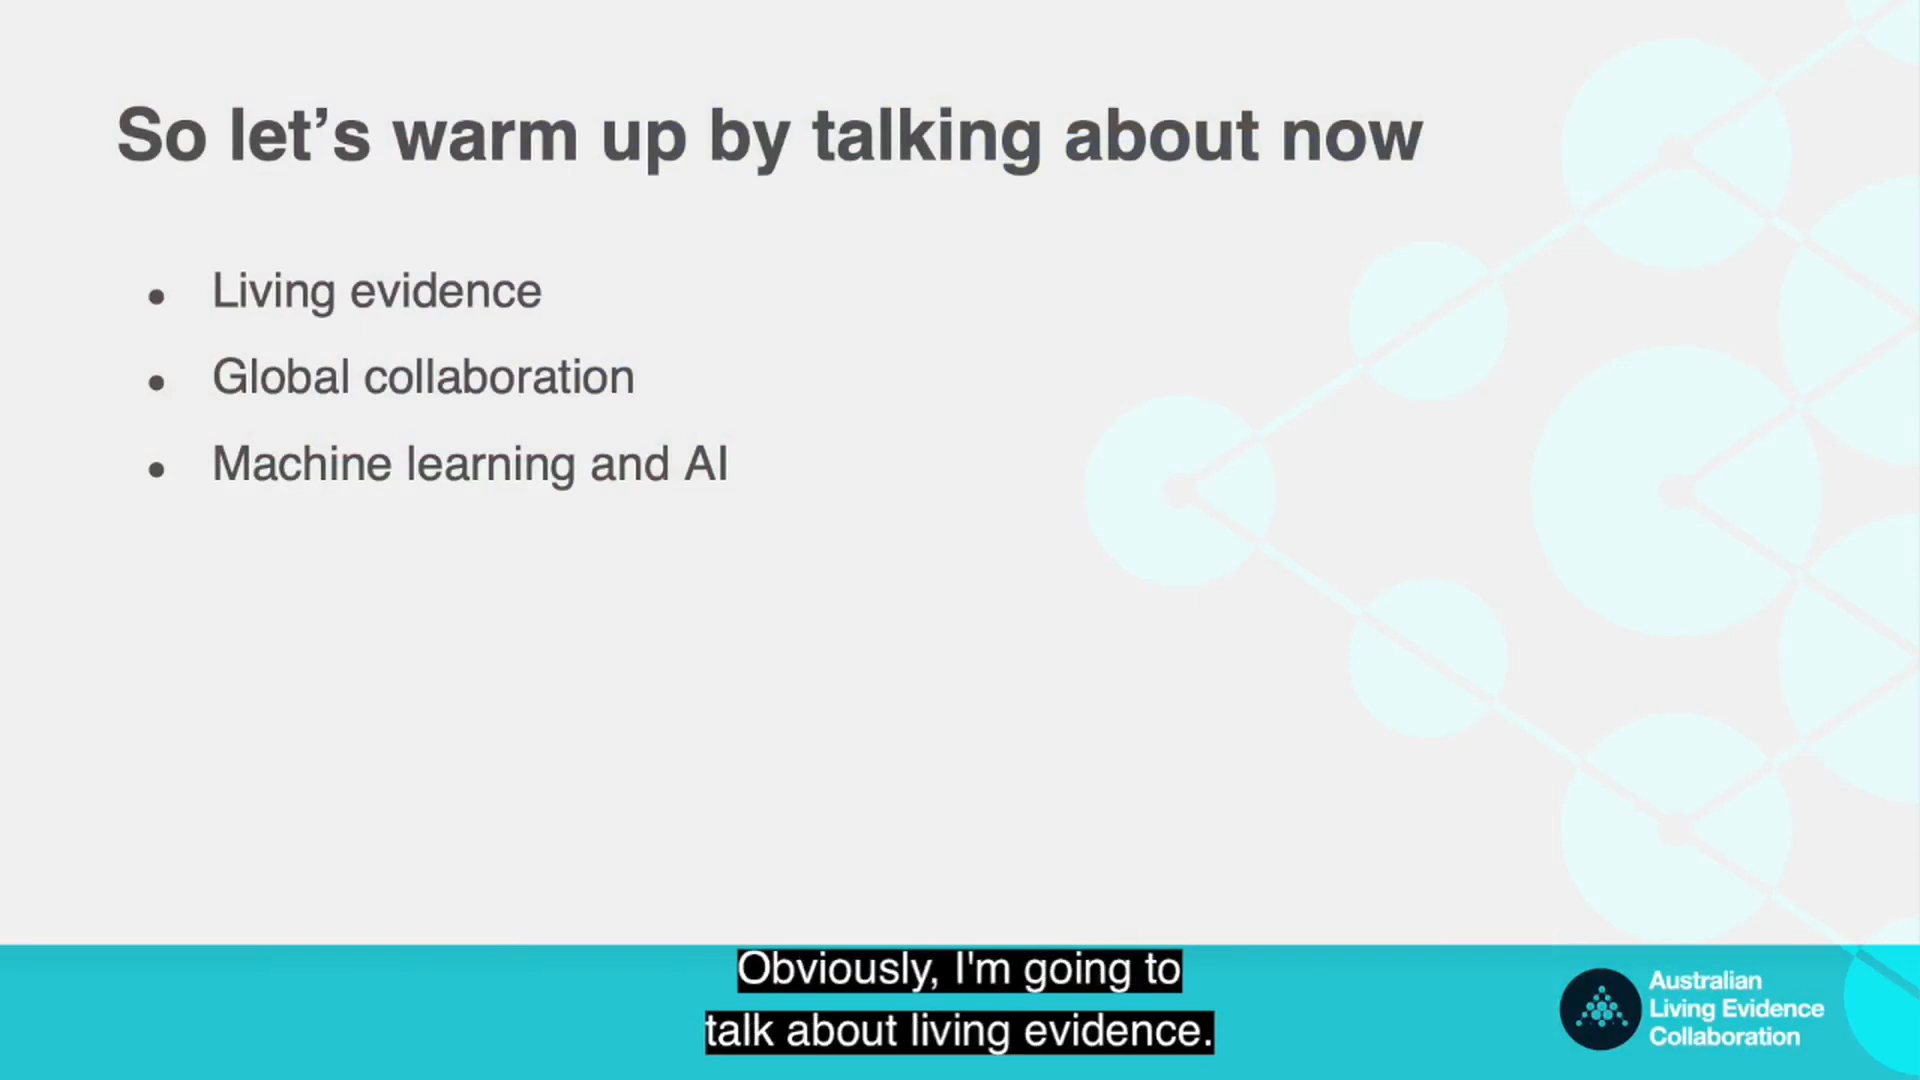 So let’s warm up by talking about now
• Living evidence
• Global collaboration
• Machine learning and AI
Obviously, I'm going to
talk about living evidence.
Australian
Living Evidence
Collaboration